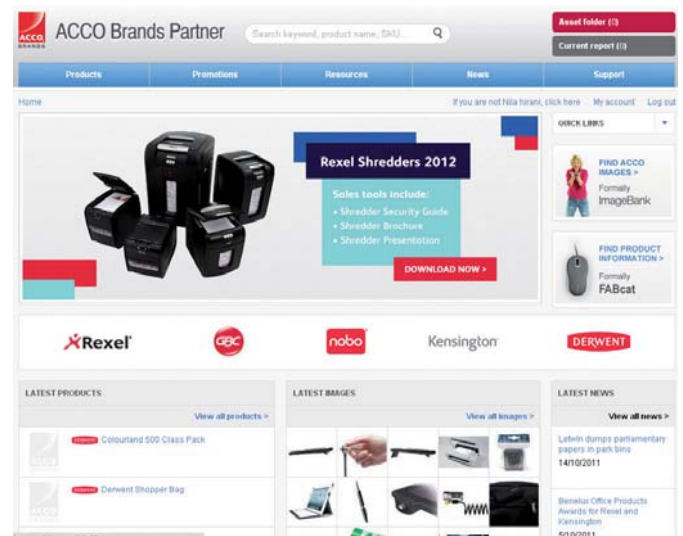 ACCO
BRANDS
ACCO Brands Partner
Search keyword, product name, SKU...
Asset folder (0)
Current report (0)
Products
Promotions
Resources
News
Support
Home
If you are not Nila hirani, click here
My account
Log out
Rexel Shredders 2012
Sales tools include:
• Shredder Security Guide
• Shredder Brochure
• Shredder Presentation
DOWNLOAD NOW >
QUICK LINKS
FIND ACCO
IMAGES >
Formally
ImageBank
FIND PRODUCT
INFORMATION >
Formally
FABcat
Rexel
GBC
nobo
Kensington
DERWENT
LATEST PRODUCTS
View all products >
DERWENT Colourland 500 Class Pack
DERWENT Derwent Shopper Bag
LATEST IMAGES
View all images >
LATEST NEWS
View all news >
Letwin dumps parliamentary
papers in park bins
14/10/2011
Benelux Office Products
Awards for Rexel and
Kensington
5/10/2011